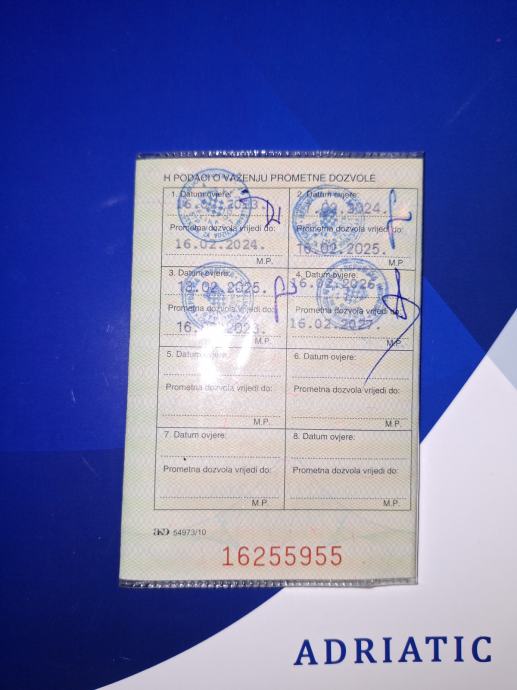 H PODACI O VAŽENJU PROMETNE DOZVOLE
1. Datum ovjere:
Prometna dozvola vrijedi do:
16.02.2024.
M.P.
2. Datum ovjere:
2024.
Prometna dozvola vrijedi do:
16.02.2025.
M.P.
3. Datum ovjere:
2025.
Prometna dozvola vrijedi do:
16.
M.P.
4. Datum ovjere:
16.02.2026.
Prometna dozvola vrijedi do:
16.02.2027.
M.P.
5. Datum ovjere:
Prometna dozvola vrijedi do:
M.P.
6. Datum ovjere:
Prometna dozvola vrijedi do:
M.P.
7. Datum ovjere:
Prometna dozvola vrijedi do:
M.P.
8. Datum ovjere:
Prometna dozvola vrijedi do:
M.P.
54973/10
16255955
ADRIATIC